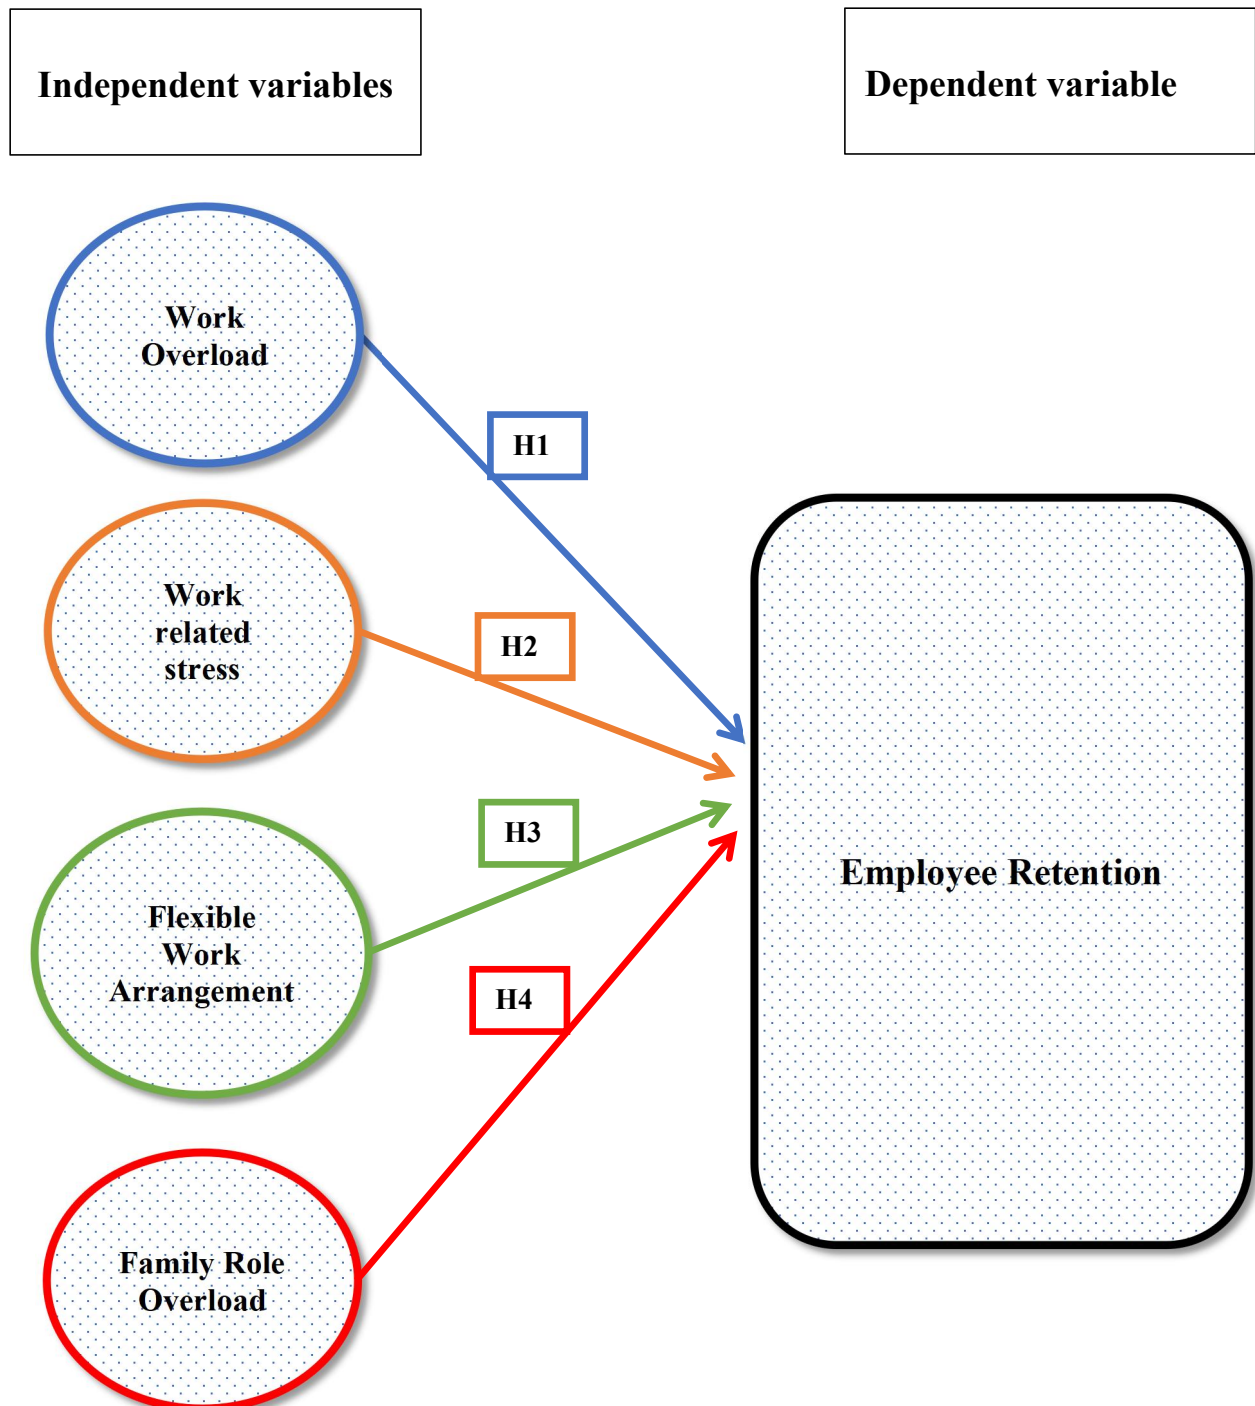 Independent variables
Dependent variable
Work
Overload
H1
Work
related
stress
H2
Flexible
Work
Arrangement
H3
Employee Retention
H4
Family Role
Overload